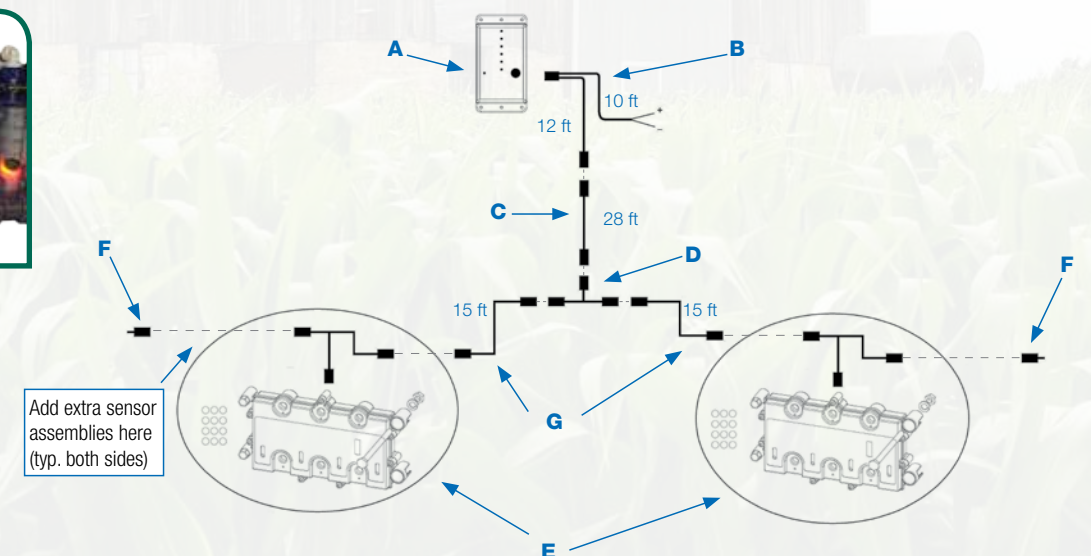 A
B
10 ft
+
–
12 ft
C
28 ft
D
F
F
15 ft
15 ft
G
Add extra sensor
assemblies here
(typ. both sides)
E